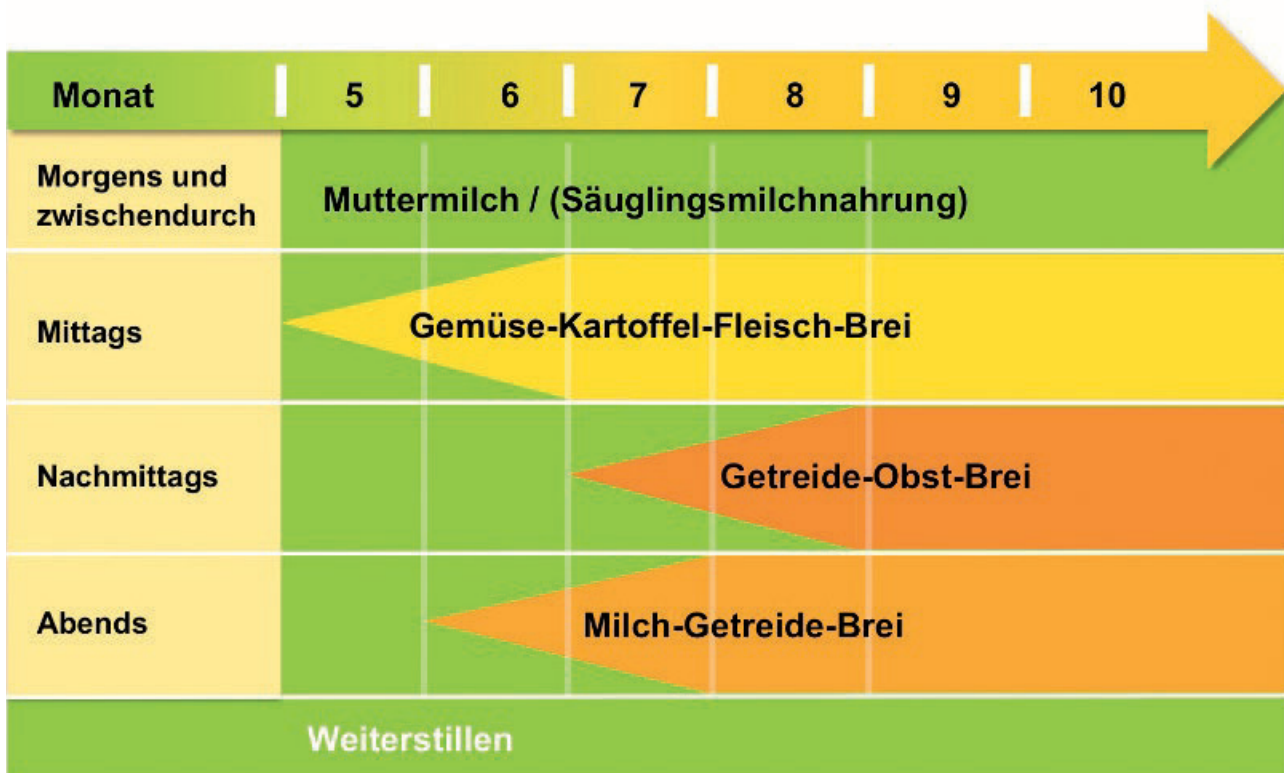 Monat 5 6 7 8 9 10
Morgens und
zwischendurch
Muttermilch / (Säuglingsmilchnahrung)
Mittags
Gemüse-Kartoffel-Fleisch-Brei
Nachmittags
Getreide-Obst-Brei
Abends
Milch-Getreide-Brei
Weiterstillen